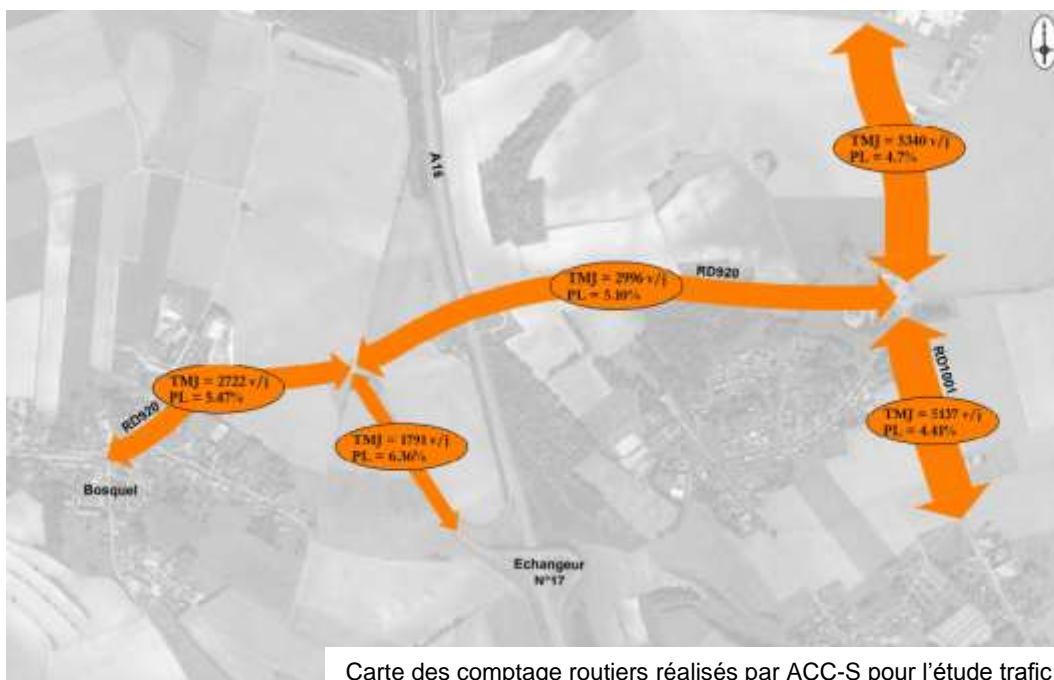 TMJ = 5340 v/j
PL = 4.7%
A16
RD920
TMJ = 2996 v/j
PL = 5.10%
RD1001
TMJ = 2722 v/j
PL = 5.47%
RD920
TMJ = 5137 v/j
PL = 4.41%
TMJ = 1791 v/j
PL = 6.36%
Bosquel
Echangeur
N°17
Carte des comptage routiers réalisés par ACC-S pour l’étude trafic